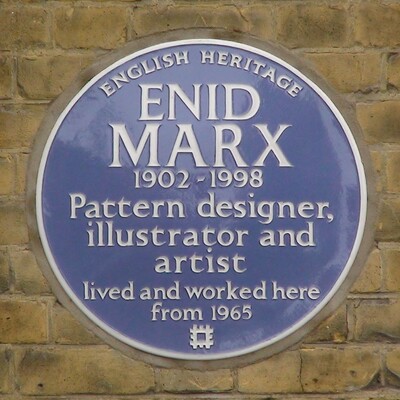 ENGLISH HERITAGE
ENID
MARX
1902-1998
Pattern designer,
illustrator and
artist
lived and worked here
from 1965